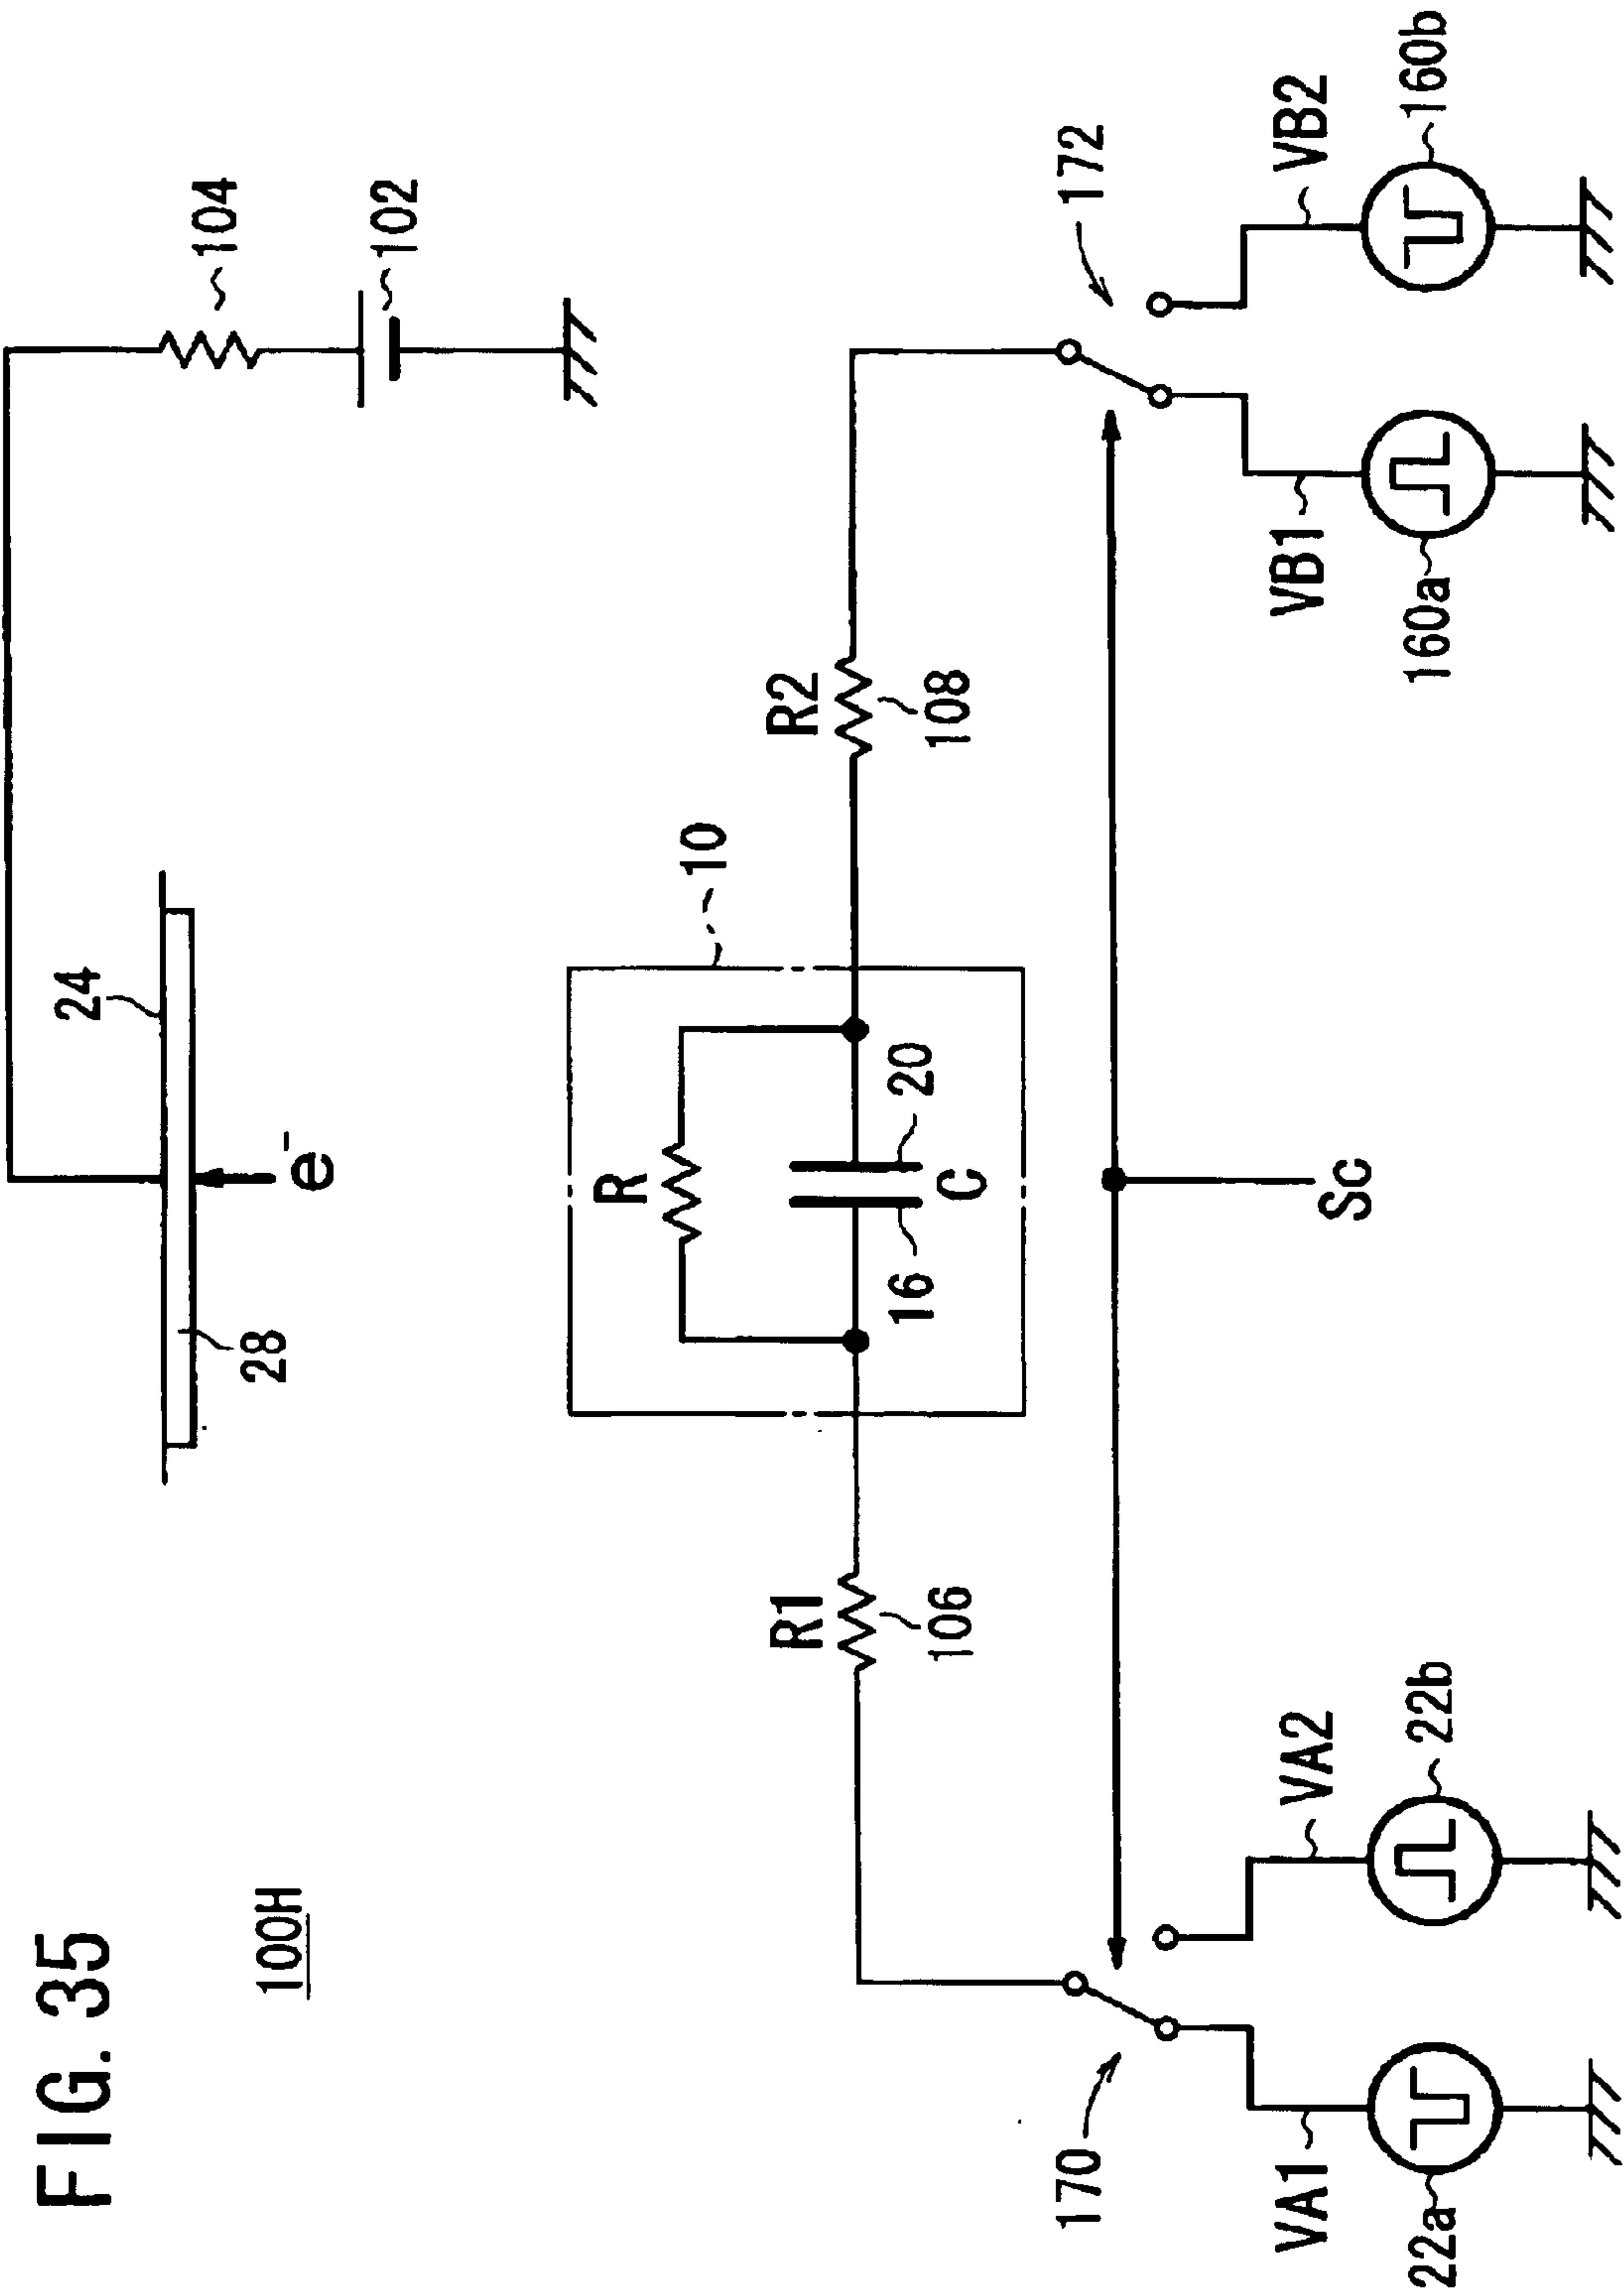 FIG. 35
100H
24
28
e-
104
102
10
R
16
20
C
R1
106
R2
108
170
172
Sc
VA1
22a
VA2
22b
VB1
160a
VB2
160b